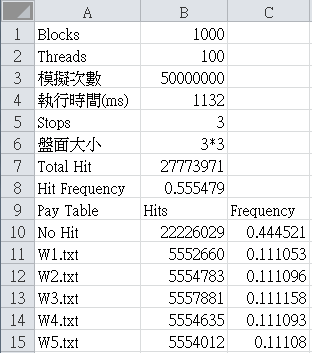 A B C
1 Blocks 1000
2 Threads 100
3 模擬次數 50000000
4 執行時間(ms) 1132
5 Stops 3
6 盤面大小 3*3
7 Total Hit 27773971
8 Hit Frequency 0.555479
9 Pay Table Hits Frequency
10 No Hit 22226029 0.444521
11 W1.txt 5552660 0.111053
12 W2.txt 5554783 0.111096
13 W3.txt 5557881 0.111158
14 W4.txt 5554635 0.111093
15 W5.txt 5554012 0.11108